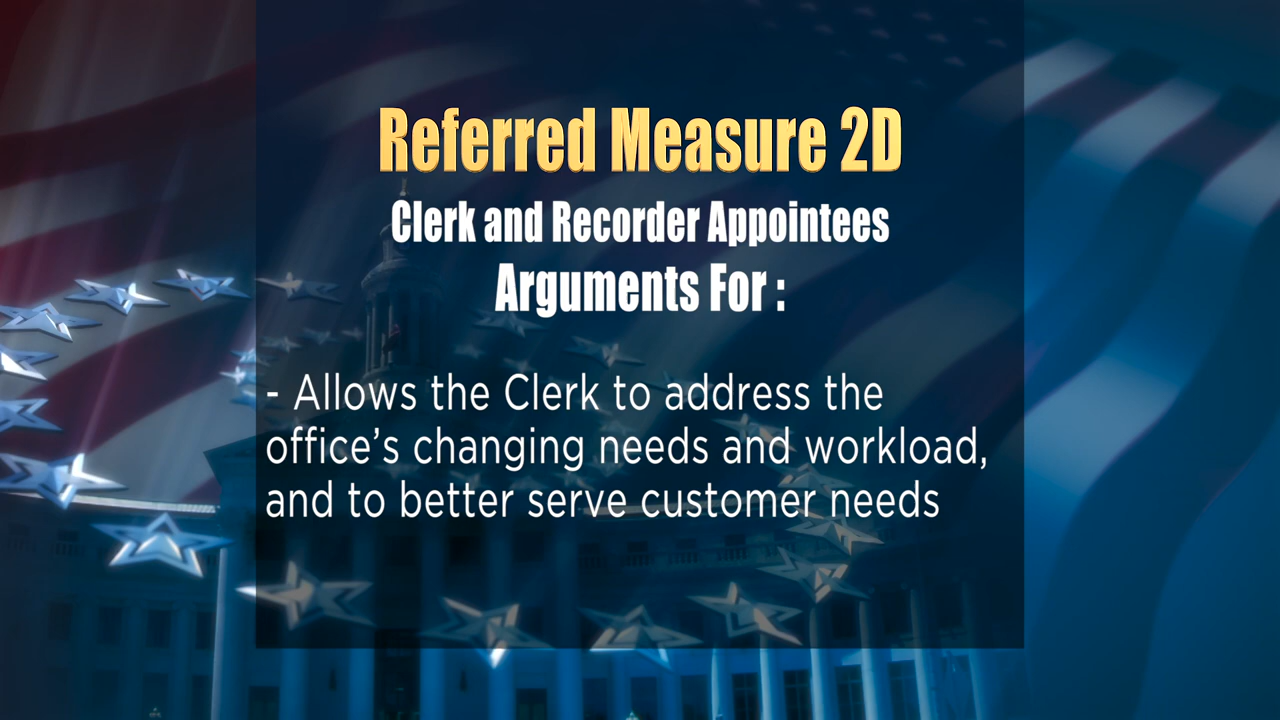 Referred Measure 2D
Clerk and Recorder Appointees
Arguments For :
- Allows the Clerk to address the
office’s changing needs and workload,
and to better serve customer needs